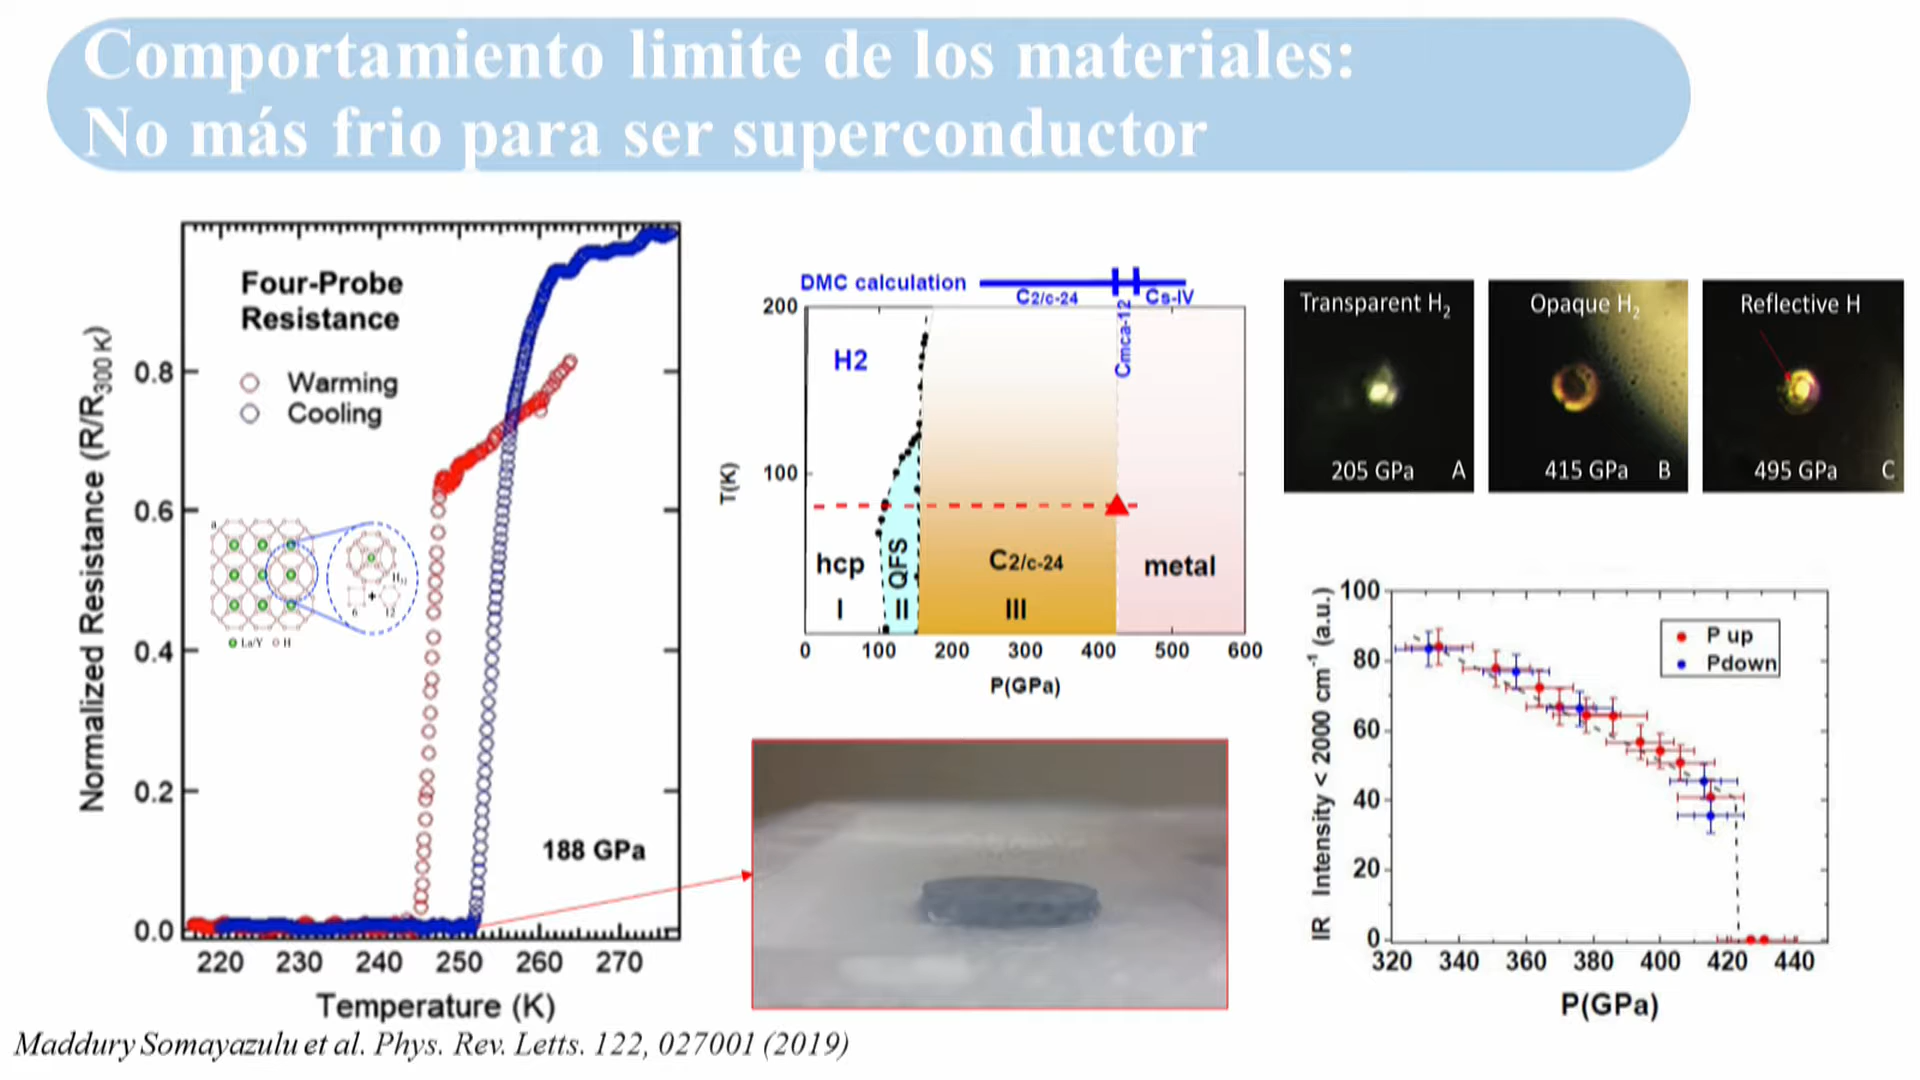 Comportamiento limite de los materiales:
No más frio para ser superconductor
Four-Probe
Resistance
Warming
Cooling
Normalized Resistance (R/R300 K)
0.8
0.6
0.4
0.2
0.0
a
La/Y
H
6
+
12
188 GPa
220 230 240 250 260 270
Temperature (K)
DMC calculation
C2/c-24
Cs-IV
Cmca-12
200
100
T(K)
H2
hcp
I
QFS
II
C2/c-24
III
metal
0 100 200 300 400 500 600
P(GPa)
Transparent H2
205 GPa A
Opaque H2
415 GPa B
Reflective H
495 GPa C
IR Intensity < 2000 cm-1 (a.u.)
100
80
60
40
20
0
P up
Pdown
320 340 360 380 400 420 440
P(GPa)
Maddury Somayazulu et al. Phys. Rev. Letts. 122, 027001 (2019)